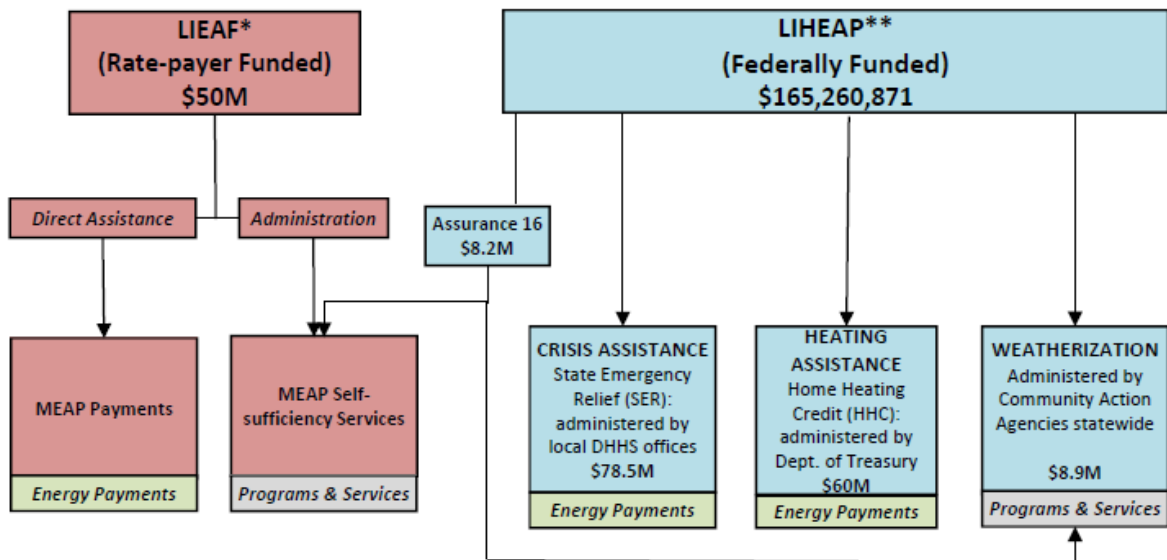 LIEAF*
(Rate-payer Funded)
$50M
LIHEAP**
(Federally Funded)
$165,260,871
Direct Assistance
Administration
Assurance 16
$8.2M
MEAP Payments
Energy Payments
MEAP Self-
sufficiency Services
Programs & Services
CRISIS ASSISTANCE
State Emergency
Relief (SER):
administered by
local DHHS offices
$78.5M
Energy Payments
HEATING
ASSISTANCE
Home Heating
Credit (HHC):
administered by
Dept. of Treasury
$60M
Energy Payments
WEATHERIZATION
Administered by
Community Action
Agencies statewide
$8.9M
Programs & Services